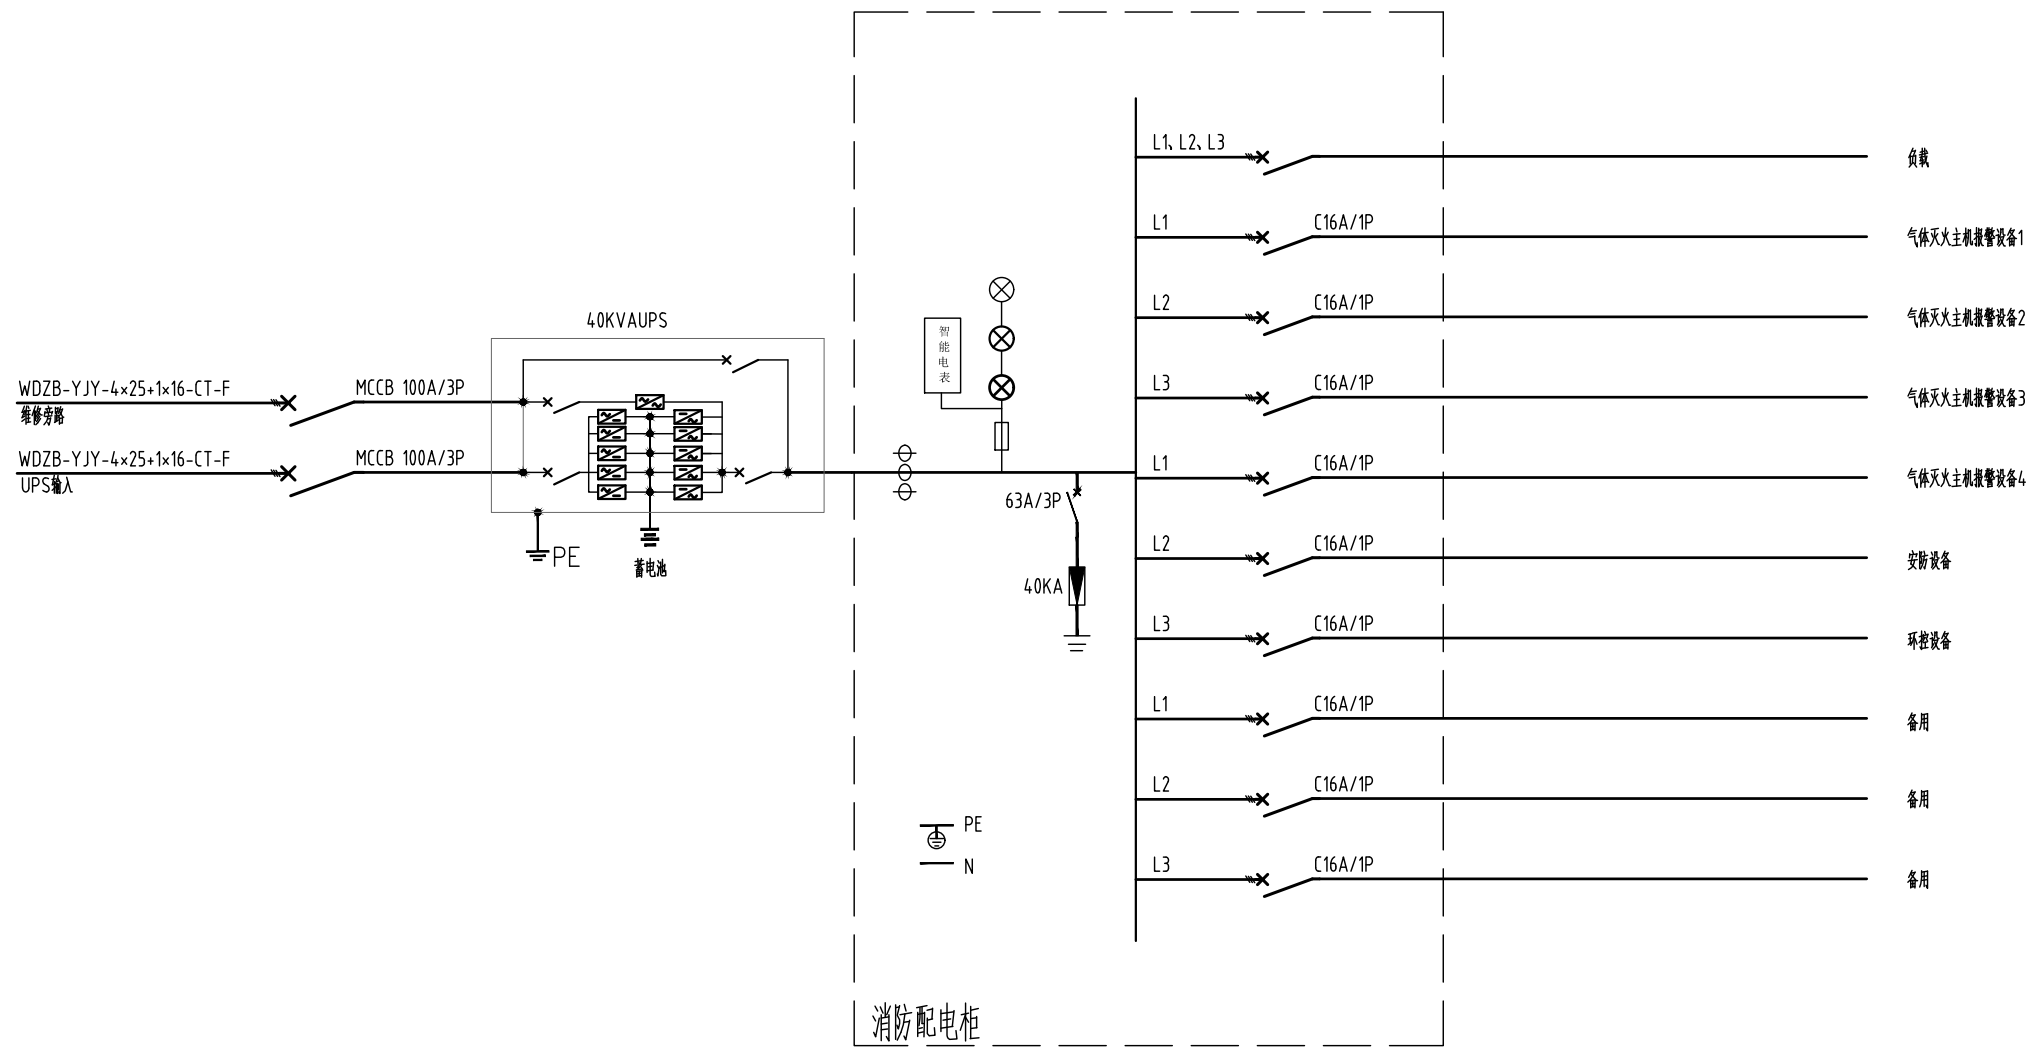 40KVAUPS
WDZB-YJY-4×25+1×16-CT-F
维修旁路
MCCB 100A/3P
WDZB-YJY-4×25+1×16-CT-F
UPS输入
MCCB 100A/3P
PE
蓄电池
智能电表
63A/3P
40KA
PE
N
消防配电柜
L1、L2、L3
负载
L1
C16A/1P
气体灭火主机报警设备1
L2
C16A/1P
气体灭火主机报警设备2
L3
C16A/1P
气体灭火主机报警设备3
L1
C16A/1P
气体灭火主机报警设备4
L2
C16A/1P
安防设备
L3
C16A/1P
环控设备
L1
C16A/1P
备用
L2
C16A/1P
备用
L3
C16A/1P
备用